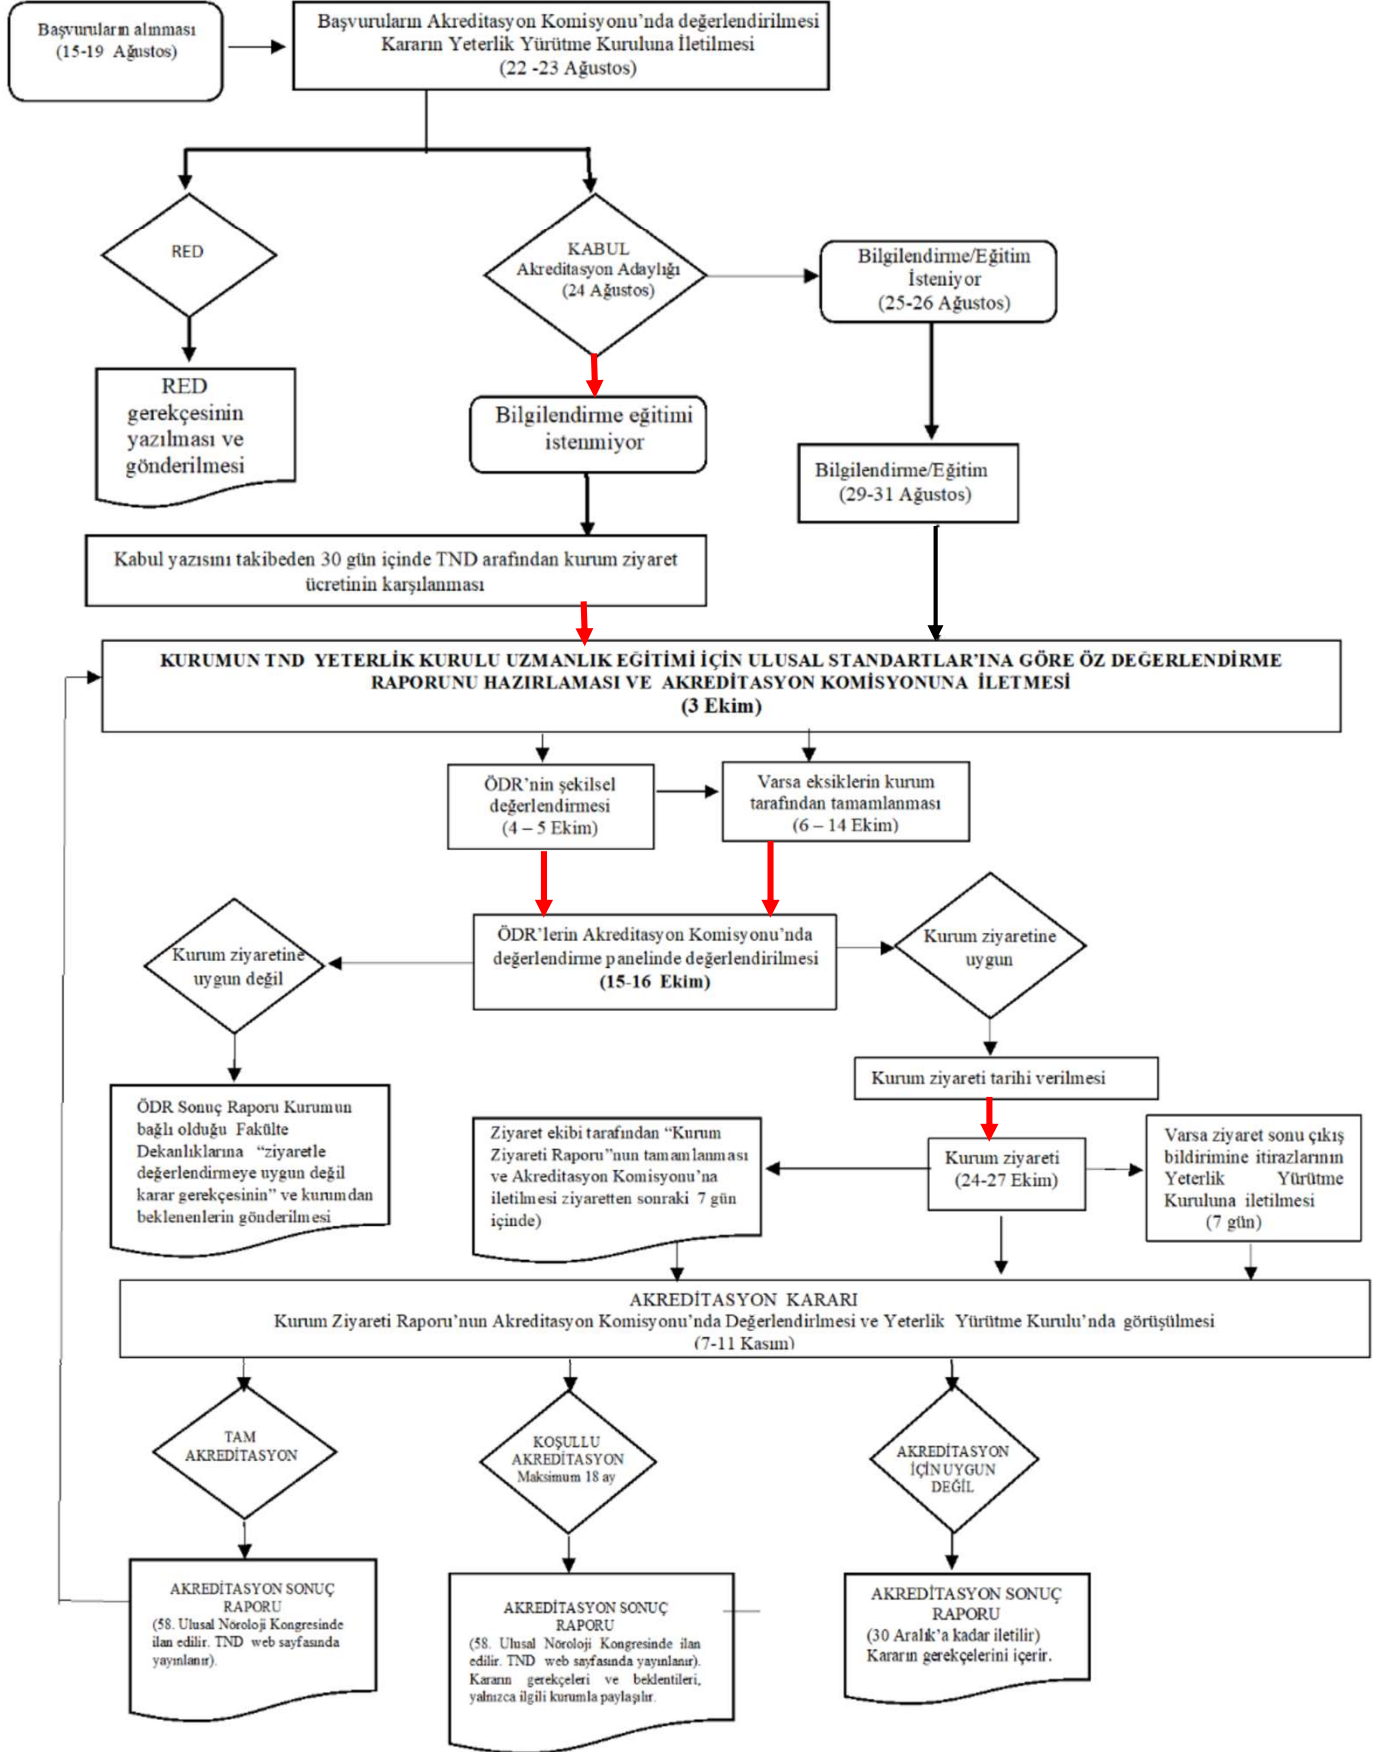 Başvuruların alınması
(15-19 Ağustos)
Başvuruların Akreditasyon Komisyonu'nda değerlendirilmesi
Kararın Yeterlik Yürütme Kuruluna İletilmesi
(22 -23 Ağustos)
RED
KABUL
Akreditasyon Adaylığı
(24 Ağustos)
Bilgilendirme/Eğitim
İsteniyor
(25-26 Ağustos)
RED
gerekçesinin
yazılması ve
gönderilmesi
Bilgilendirme eğitimi
istenmiyor
Bilgilendirme/Eğitim
(29-31 Ağustos)
Kabul yazısını takibeden 30 gün içinde TND arafından kurum ziyaret
ücretinin karşılanması
KURUMUN TND YETERLİK KURULU UZMANLIK EĞİTİMİ İÇİN ULUSAL STANDARTLAR'INA GÖRE ÖZ DEĞERLENDİRME
RAPORUNU HAZIRLAMASI VE AKREDİTASYON KOMİSYONUNA İLETMESİ
(3 Ekim)
ÖDR'nin şekilsel
değerlendirmesi
(4 – 5 Ekim)
Varsa eksiklerin kurum
tarafından tamamlanması
(6 – 14 Ekim)
Kurum ziyaretine
uygun değil
ÖDR'lerin Akreditasyon Komisyonu'nda
değerlendirme panelinde değerlendirilmesi
(15-16 Ekim)
Kurum ziyaretine
uygun
Kurum ziyareti tarihi verilmesi
ÖDR Sonuç Raporu Kurumun
bağlı olduğu Fakülte
Dekanlıklarına "ziyaretle
değerlendirmeye uygun değil
karar gerekçesinin" ve kurumdan
beklenenlerin gönderilmesi
Ziyaret ekibi tarafından "Kurum
Ziyareti Raporu"nun tamamlanması
ve Akreditasyon Komisyonu'na
iletilmesi ziyaretten sonraki 7 gün
içinde)
Kurum ziyareti
(24-27 Ekim)
Varsa ziyaret sonu çıkış
bildirimine itirazlarının
Yeterlik Yürütme
Kuruluna iletilmesi
(7 gün)
AKREDİTASYON KARARI
Kurum Ziyareti Raporu'nun Akreditasyon Komisyonu'nda Değerlendirlmesi ve Yeterlik Yürütme Kurulu'nda görüşülmesi
(7-11 Kasım)
TAM
AKREDİTASYON
KOŞULLU
AKREDİTASYON
Maksimum 18 ay
AKREDİTASYON
İÇİN UYGUN
DEĞİL
AKREDİTASYON SONUÇ
RAPORU
(58. Ulusal Nöroloji Kongresinde
ilan edilir. TND web sayfasında
yayınlanır).
AKREDİTASYON SONUÇ
RAPORU
(58. Ulusal Nöroloji Kongresinde ilan
edilir. TND web sayfasında yayınlanır).
Kararın gerekçeleri ve beklentileri,
yalnızca ilgili kurumla paylaşılır.
AKREDİTASYON SONUÇ
RAPORU
(30 Aralık'a kadar iletilir)
Kararın gerekçelerini içerir.